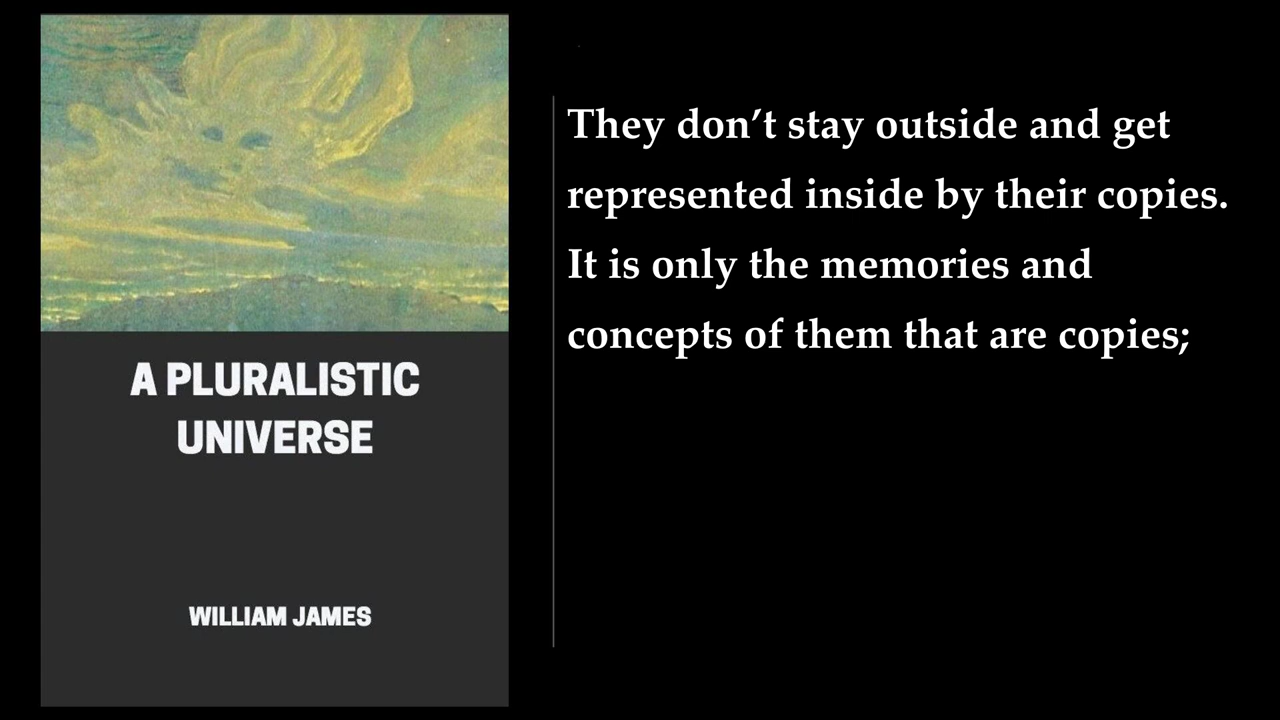 A PLURALISTIC
UNIVERSE
WILLIAM JAMES
They don’t stay outside and get
represented inside by their copies.
It is only the memories and
concepts of them that are copies;